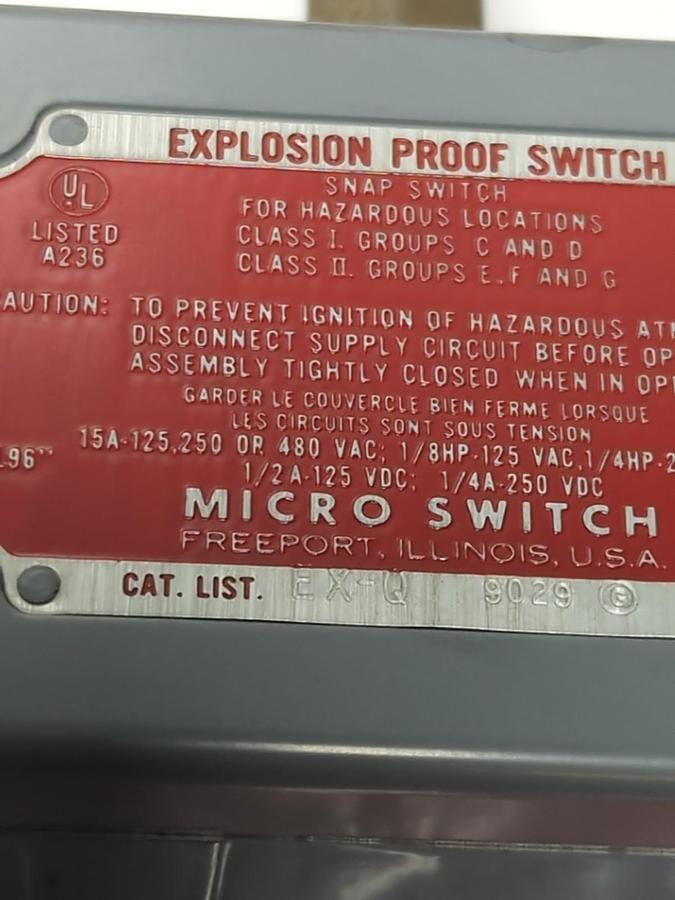 EXPLOSION PROOF SWITCH
UL
LISTED
A236
SNAP SWITCH
FOR HAZARDOUS LOCATIONS
CLASS I. GROUPS C AND D
CLASS II. GROUPS E, F AND G
AUTION: TO PREVENT IGNITION OF HAZARDOUS ATM
DISCONNECT SUPPLY CIRCUIT BEFORE OP
ASSEMBLY TIGHTLY CLOSED WHEN IN OP
GARDER LE COUVERCLE BIEN FERME LORSQUE
LES CIRCUITS SONT SOUS TENSION
.96" 15A-125,250 OR 480 VAC; 1/8HP-125 VAC,1/4HP-2
1/2A-125 VDC; 1/4A-250 VDC
MICRO SWITCH
FREEPORT, ILLINOIS, U.S.A.
CAT. LIST. EX-Q 9029